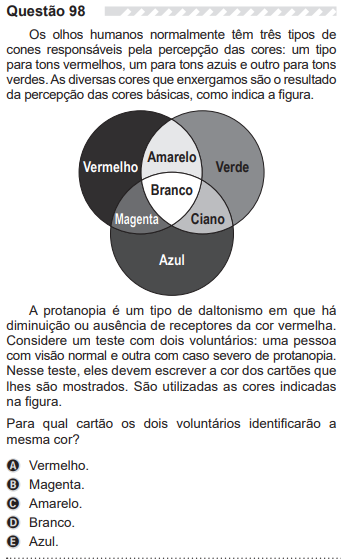 Questão 98
Os olhos humanos normalmente têm três tipos de
cones responsáveis pela percepção das cores: um tipo
para tons vermelhos, um para tons azuis e outro para tons
verdes. As diversas cores que enxergamos são o resultado
da percepção das cores básicas, como indica a figura.
Vermelho
Amarelo
Verde
Branco
Magenta
Ciano
Azul
A protanopia é um tipo de daltonismo em que há
diminuição ou ausência de receptores da cor vermelha.
Considere um teste com dois voluntários: uma pessoa
com visão normal e outra com caso severo de protanopia.
Nesse teste, eles devem escrever a cor dos cartões que
lhes são mostrados. São utilizadas as cores indicadas
na figura.
Para qual cartão os dois voluntários identificarão a
mesma cor?
A Vermelho.
B Magenta.
C Amarelo.
D Branco.
E Azul.